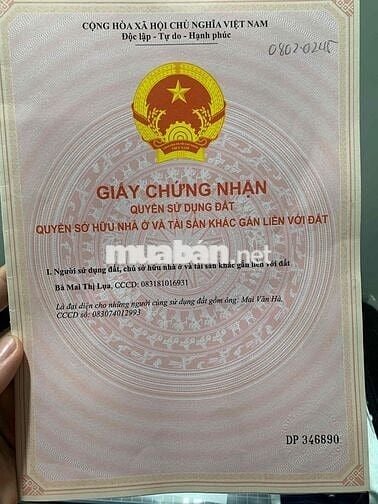 CỘNG HÒA XÃ HỘI CHỦ NGHĨA VIỆT NAM
Độc lập - Tự do - Hạnh phúc
GIẤY CHỨNG NHẬN
QUYỀN SỬ DỤNG ĐẤT
QUYỀN SỞ HỮU NHÀ Ở VÀ TÀI SẢN KHÁC GẮN LIỀN VỚI ĐẤT
muaban.net
I. Người sử dụng đất, chủ sở hữu nhà ở và tài sản khác gắn liền với đất
Bà Mai Thị Lụa, CCCD: 083181016931
Là đại diện cho những người cùng sử dụng đất gồm ông: Mai Văn Hà,
CCCD số: 083074012993
muaban.net
DP 346890